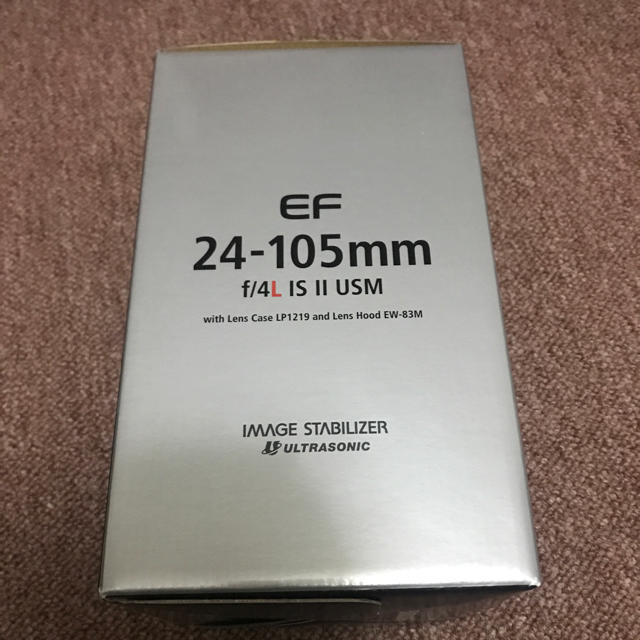 EF
24-105mm
f/4L IS II USM
with Lens Case LP1219 and Lens Hood EW-83M
IMAGE STABILIZER
ULTRASONIC